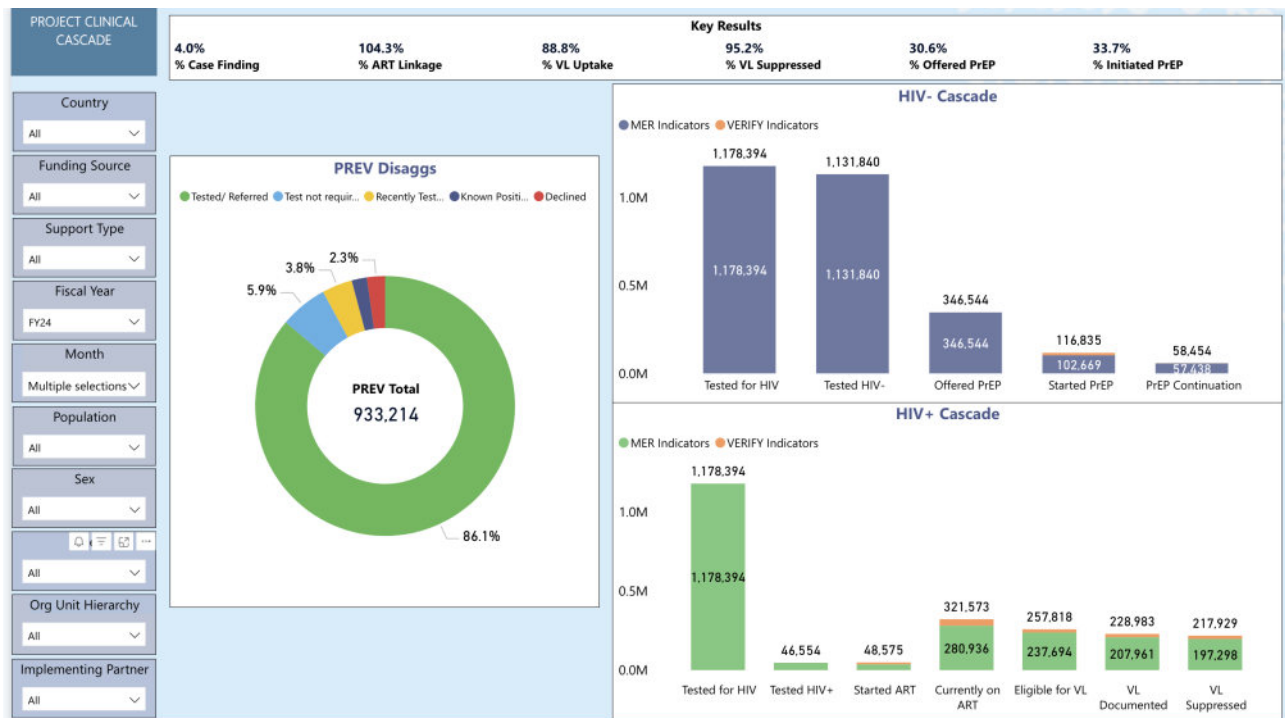 PROJECT CLINICAL
CASCADE
Key Results
4.0%
% Case Finding
104.3%
% ART Linkage
88.8%
% VL Uptake
95.2%
% VL Suppressed
30.6%
% Offered PrEP
33.7%
% Initiated PrEP
Country
All
Funding Source
All
Support Type
All
Fiscal Year
FY24
Month
Multiple selections
Population
All
Sex
All
All
Org Unit Hierarchy
All
Implementing Partner
All
PREV Disaggs
Tested/ Referred
Test not requir...
Recently Test...
Known Positi...
Declined
2.3%
3.8%
5.9%
PREV Total
933,214
86.1%
HIV- Cascade
MER Indicators
VERIFY Indicators
1,178,394
1,131,840
1.0M
1,178,394
1,131,840
0.5M
346,544
346,544
116,835
102,669
58,454
57,438
0.0M
Tested for HIV
Tested HIV-
Offered PrEP
Started PrEP
PrEP Continuation
HIV+ Cascade
MER Indicators
VERIFY Indicators
1,178,394
1.0M
1,178,394
0.5M
46,554
48,575
321,573
280,936
257,818
237,694
228,983
207,961
217,929
197,298
0.0M
Tested for HIV
Tested HIV+
Started ART
Currently on
ART
Eligible for VL
VL
Documented
VL
Suppressed